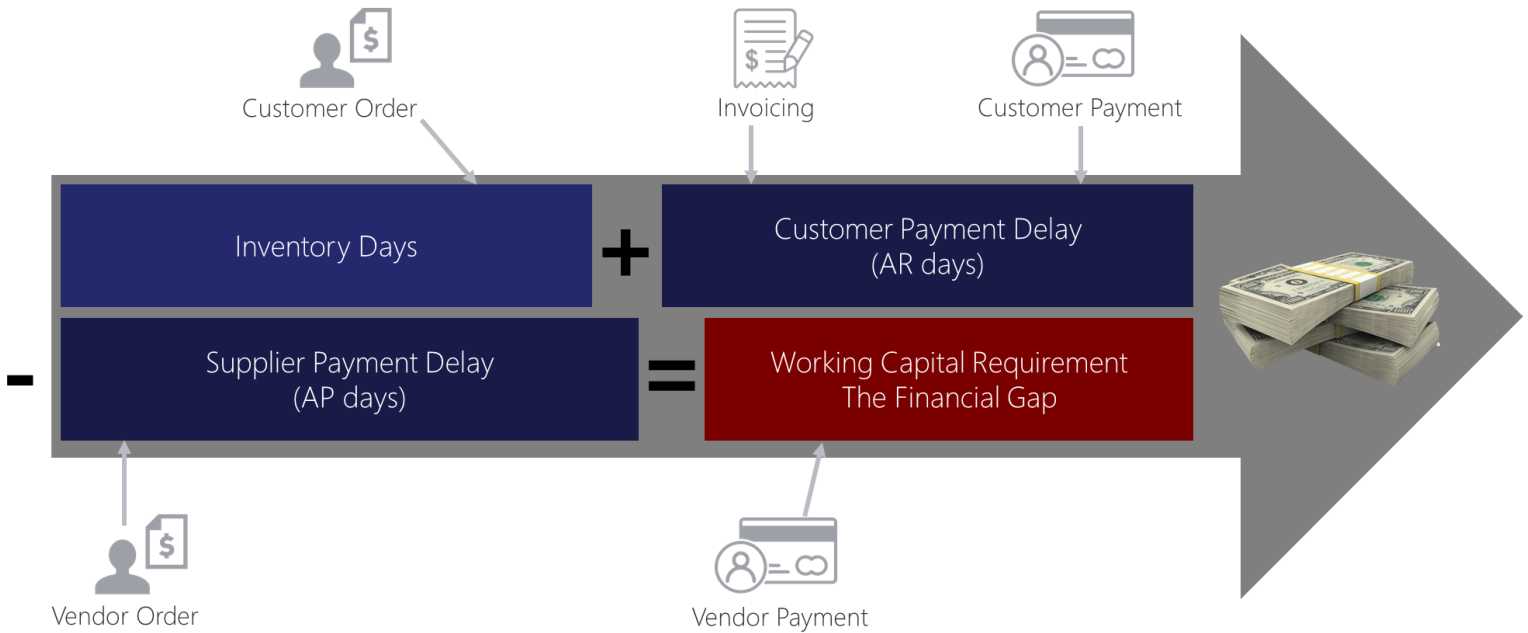 Customer Order
Invoicing
Customer Payment
$
$
Inventory Days
+
Customer Payment Delay
(AR days)
-
Supplier Payment Delay
(AP days)
=
Working Capital Requirement
The Financial Gap
$
Vendor Order
Vendor Payment